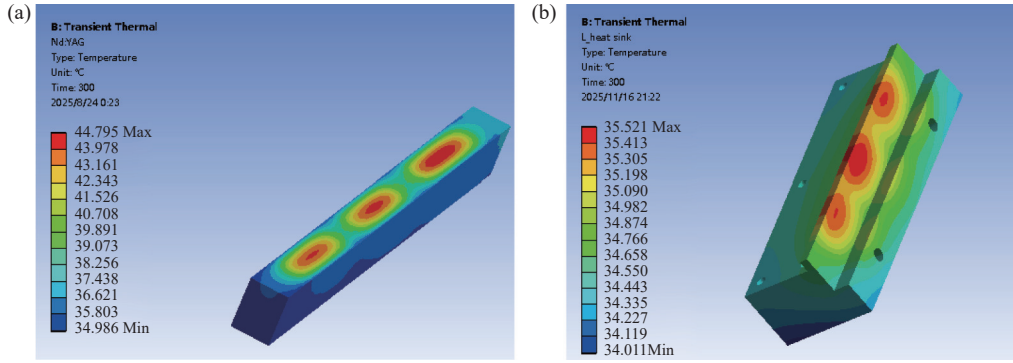 (a)
B: Transient Thermal
Nd:YAG
Type: Temperature
Unit: °C
Time: 300
2025/8/24 0:23
44.795 Max
43.978
43.161
42.343
41.526
40.708
39.891
39.073
38.256
37.438
36.621
35.803
34.986 Min
(b)
B: Transient Thermal
L_heat sink
Type: Temperature
Unit: °C
Time: 300
2025/11/16 21:22
35.521 Max
35.413
35.305
35.198
35.090
34.982
34.874
34.766
34.658
34.550
34.443
34.335
34.227
34.119
34.011Min